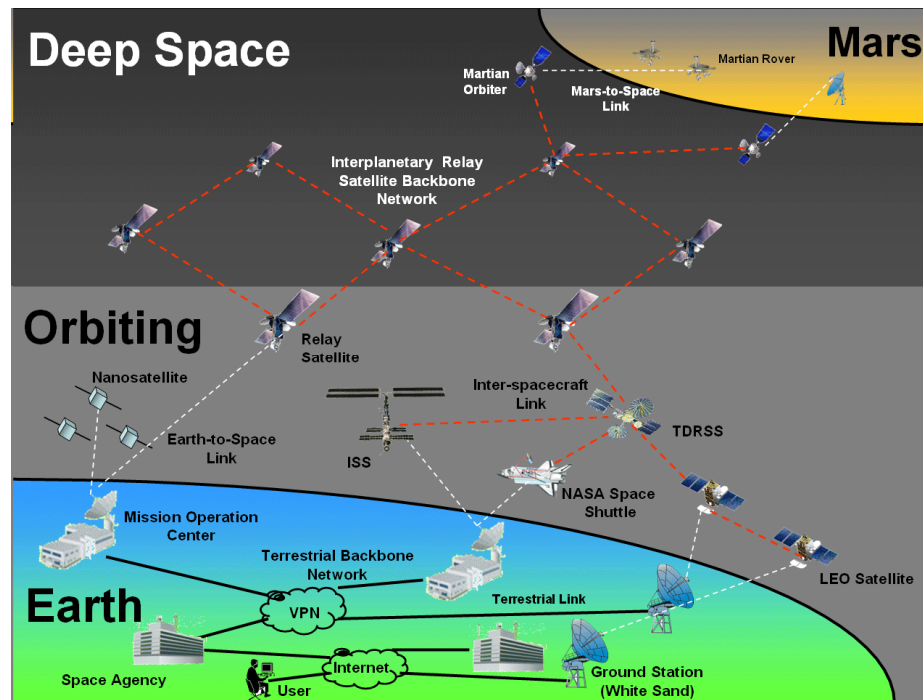 Deep Space
Mars
Martian
Orbiter
Martian Rover
Mars-to-Space
Link
Interplanetary Relay
Satellite Backbone
Network
Orbiting
Relay
Satellite
Nanosatellite
Inter-spacecraft
Link
TDRSS
Earth-to-Space
Link
ISS
NASA Space
Shuttle
Mission Operation
Center
Terrestrial Backbone
Network
LEO Satellite
Earth
VPN
Terrestrial Link
Internet
Space Agency
User
Ground Station
(White Sand)